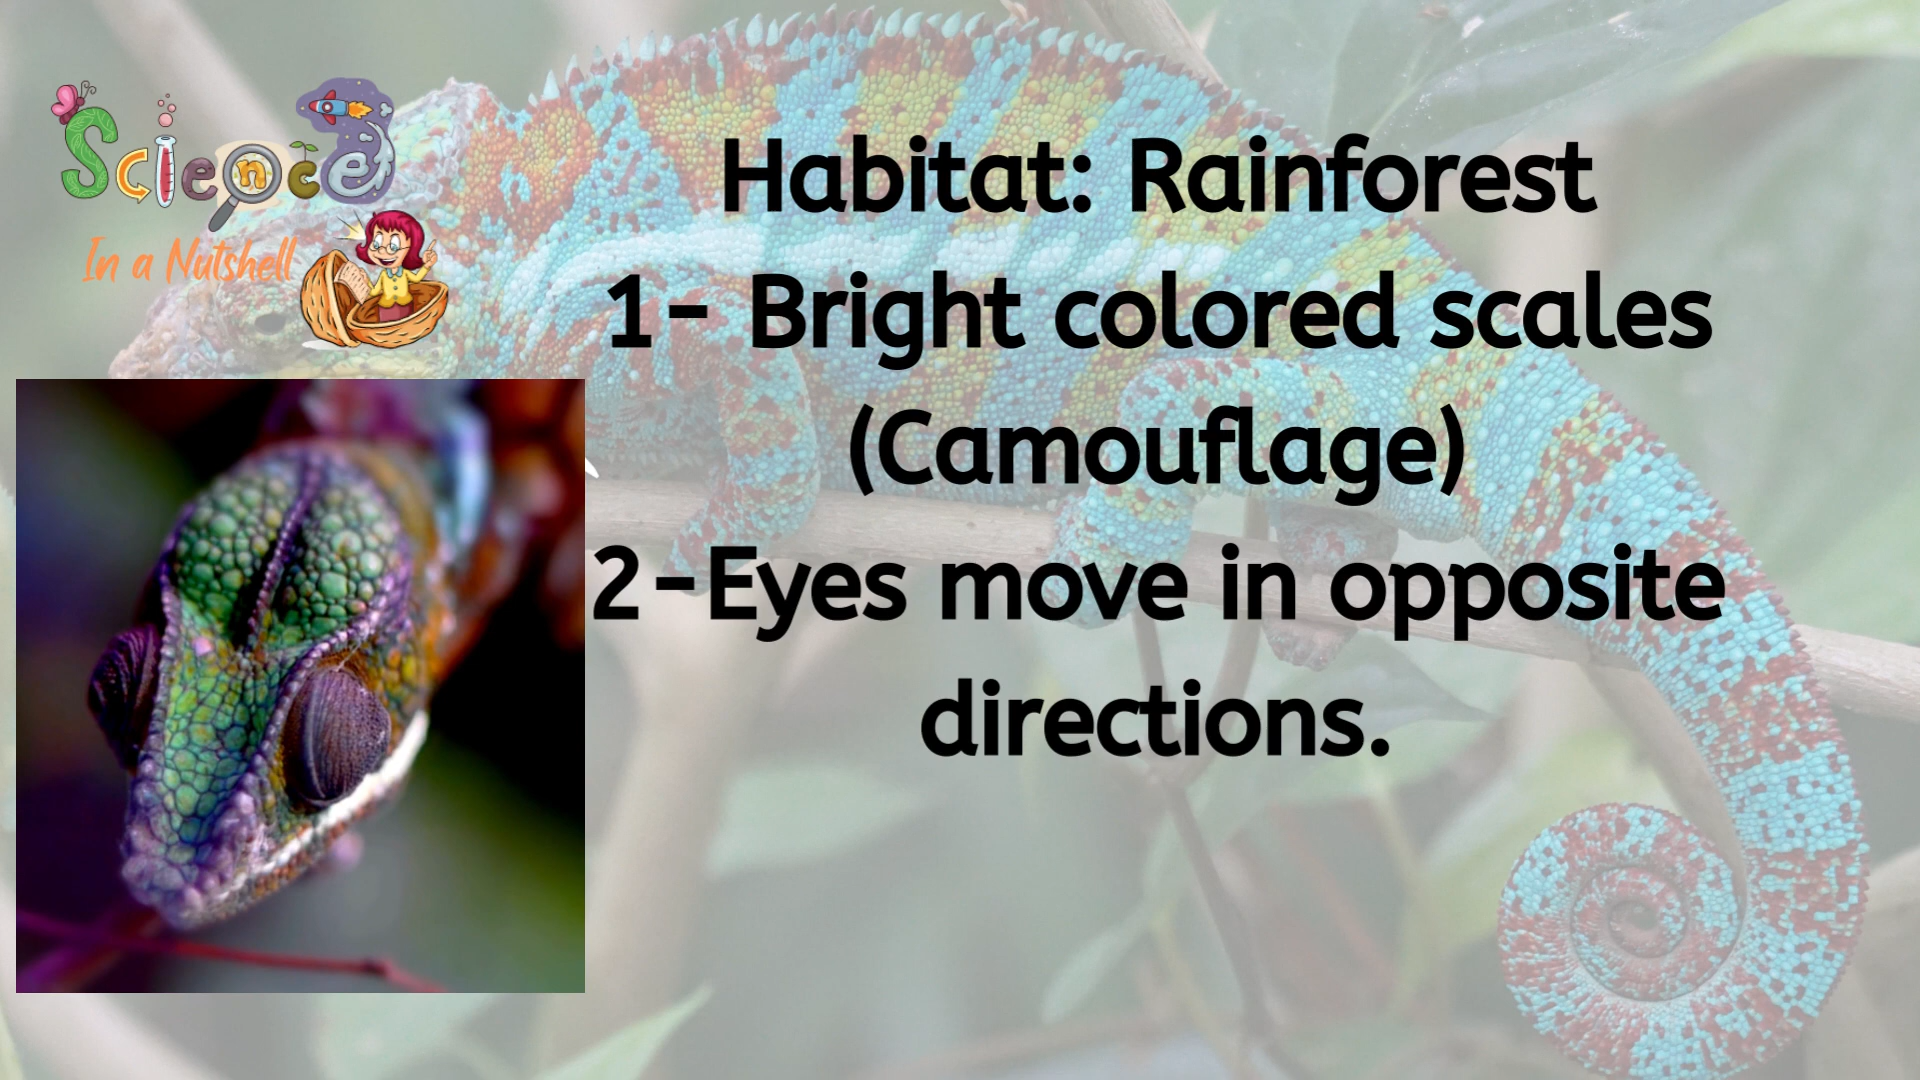 Science
In a Nutshell
Habitat: Rainforest
1- Bright colored scales
(Camouflage)
2-Eyes move in opposite
directions.